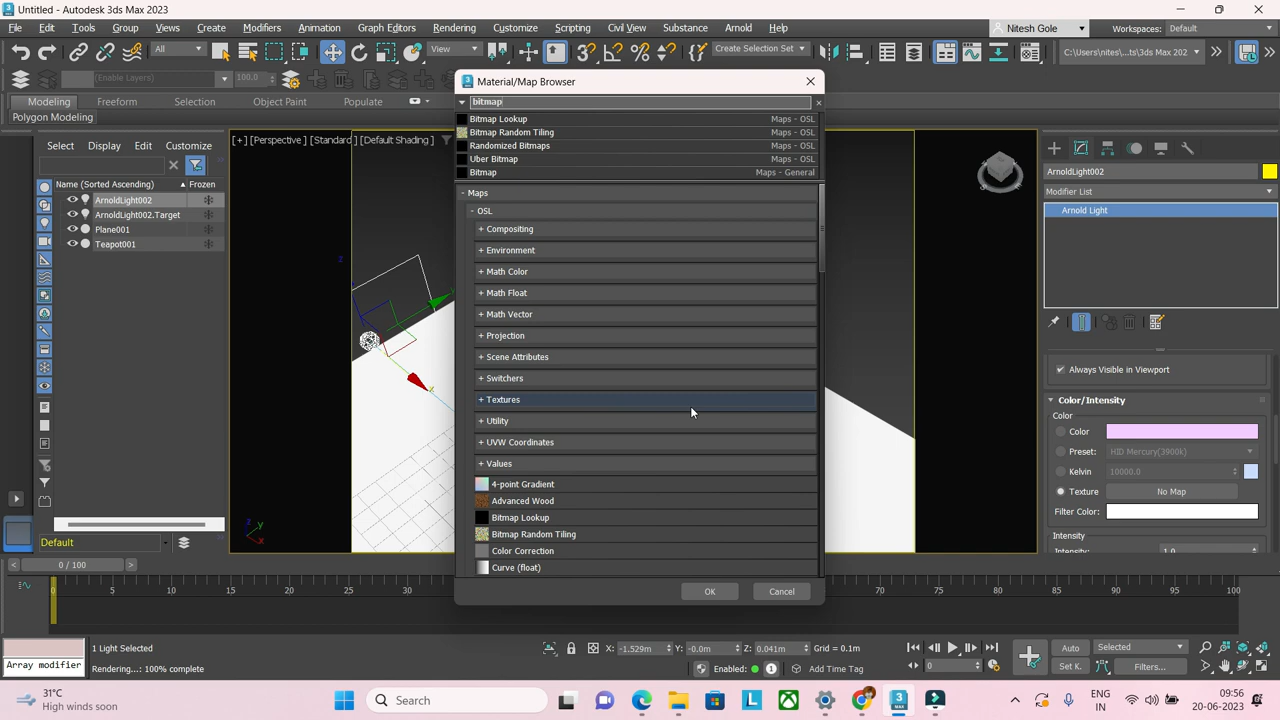 Untitled - Autodesk 3ds Max 2023
File Edit Tools Group Views Create Modifiers Animation Graph Editors Rendering Customize Scripting Civil View Substance Arnold Help
Nitesh Gole
Workspaces: Default
All
View
Create Selection Set
C:\Users\nites...ts\3ds Max 202
(Enable Layers)
100.0
Modeling Freeform Selection Object Paint Populate
Polygon Modeling
Select Display Edit Customize
Name (Sorted Ascending) Frozen
ArnoldLight002
ArnoldLight002.Target
Plane001
Teapot001
Default
[+] [Perspective] [Standard] [Default Shading]
z
x
z
y
x
Material/Map Browser
bitmap
Bitmap Lookup Maps - OSL
Bitmap Random Tiling Maps - OSL
Randomized Bitmaps Maps - OSL
Uber Bitmap Maps - OSL
Bitmap Maps - General
- Maps
- OSL
+ Compositing
+ Environment
+ Math Color
+ Math Float
+ Math Vector
+ Projection
+ Scene Attributes
+ Switchers
+ Textures
+ Utility
+ UVW Coordinates
+ Values
4-point Gradient
Advanced Wood
Bitmap Lookup
Bitmap Random Tiling
Color Correction
Curve (float)
OK Cancel
ArnoldLight002
Modifier List
Arnold Light
Always Visible in Viewport
Color/Intensity
Color
Color
Preset: HID Mercury(3900k)
Kelvin 10000.0
Texture No Map
Filter Color:
Intensity
Intensity: 1.0
0 / 100
0 5 10 15 20 25 30 35 70 75 80 85 90 95 100
1 Light Selected
Array modifier
Rendering...: 100% complete
X: -1.529m Y: -0.0m Z: 0.041m Grid = 0.1m
Enabled: 1 Add Time Tag
0
Auto Selected
Set K. Filters...
31°C
High winds soon
Search
ENG
IN
09:56
20-06-2023